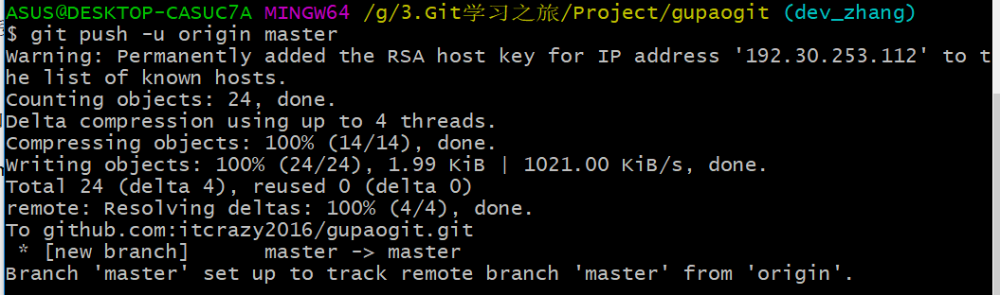 ASUS@DESKTOP-CASUC7A MINGW64 /g/3.Git学习之旅/Project/gupaogit (dev_zhang)
$ git push -u origin master
Warning: Permanently added the RSA host key for IP address '192.30.253.112' to t
he list of known hosts.
Counting objects: 24, done.
Delta compression using up to 4 threads.
Compressing objects: 100% (14/14), done.
Writing objects: 100% (24/24), 1.99 KiB | 1021.00 KiB/s, done.
Total 24 (delta 4), reused 0 (delta 0)
remote: Resolving deltas: 100% (4/4), done.
To github.com:itcrazy2016/gupaogit.git
 * [new branch]      master -> master
Branch 'master' set up to track remote branch 'master' from 'origin'.